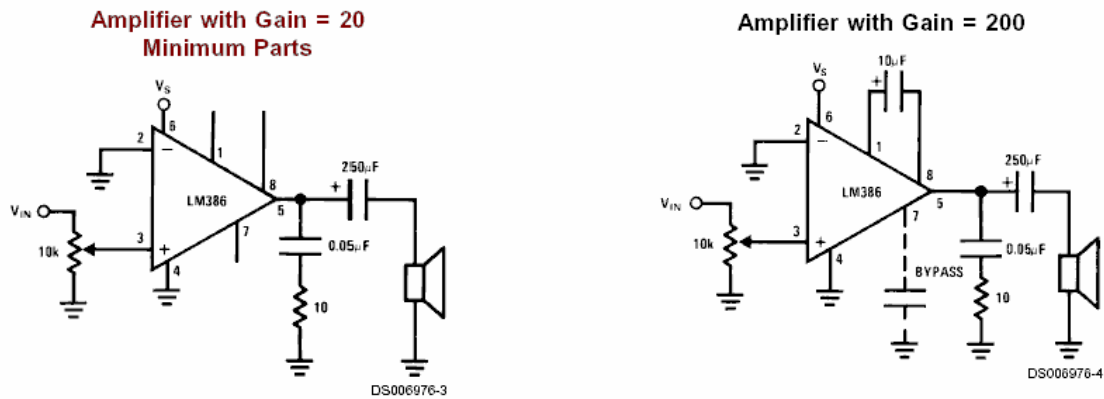 Amplifier with Gain = 20
Minimum Parts
VS
6
2
−
1
8
LM386
5
+
250µF
VIN
10k
3
+
4
7
0.05µF
10
DS006976-3
Amplifier with Gain = 200
10µF
+
VS
6
2
−
1
8
LM386
5
+
250µF
VIN
10k
3
+
4
7
BYPASS
0.05µF
10
DS006976-4